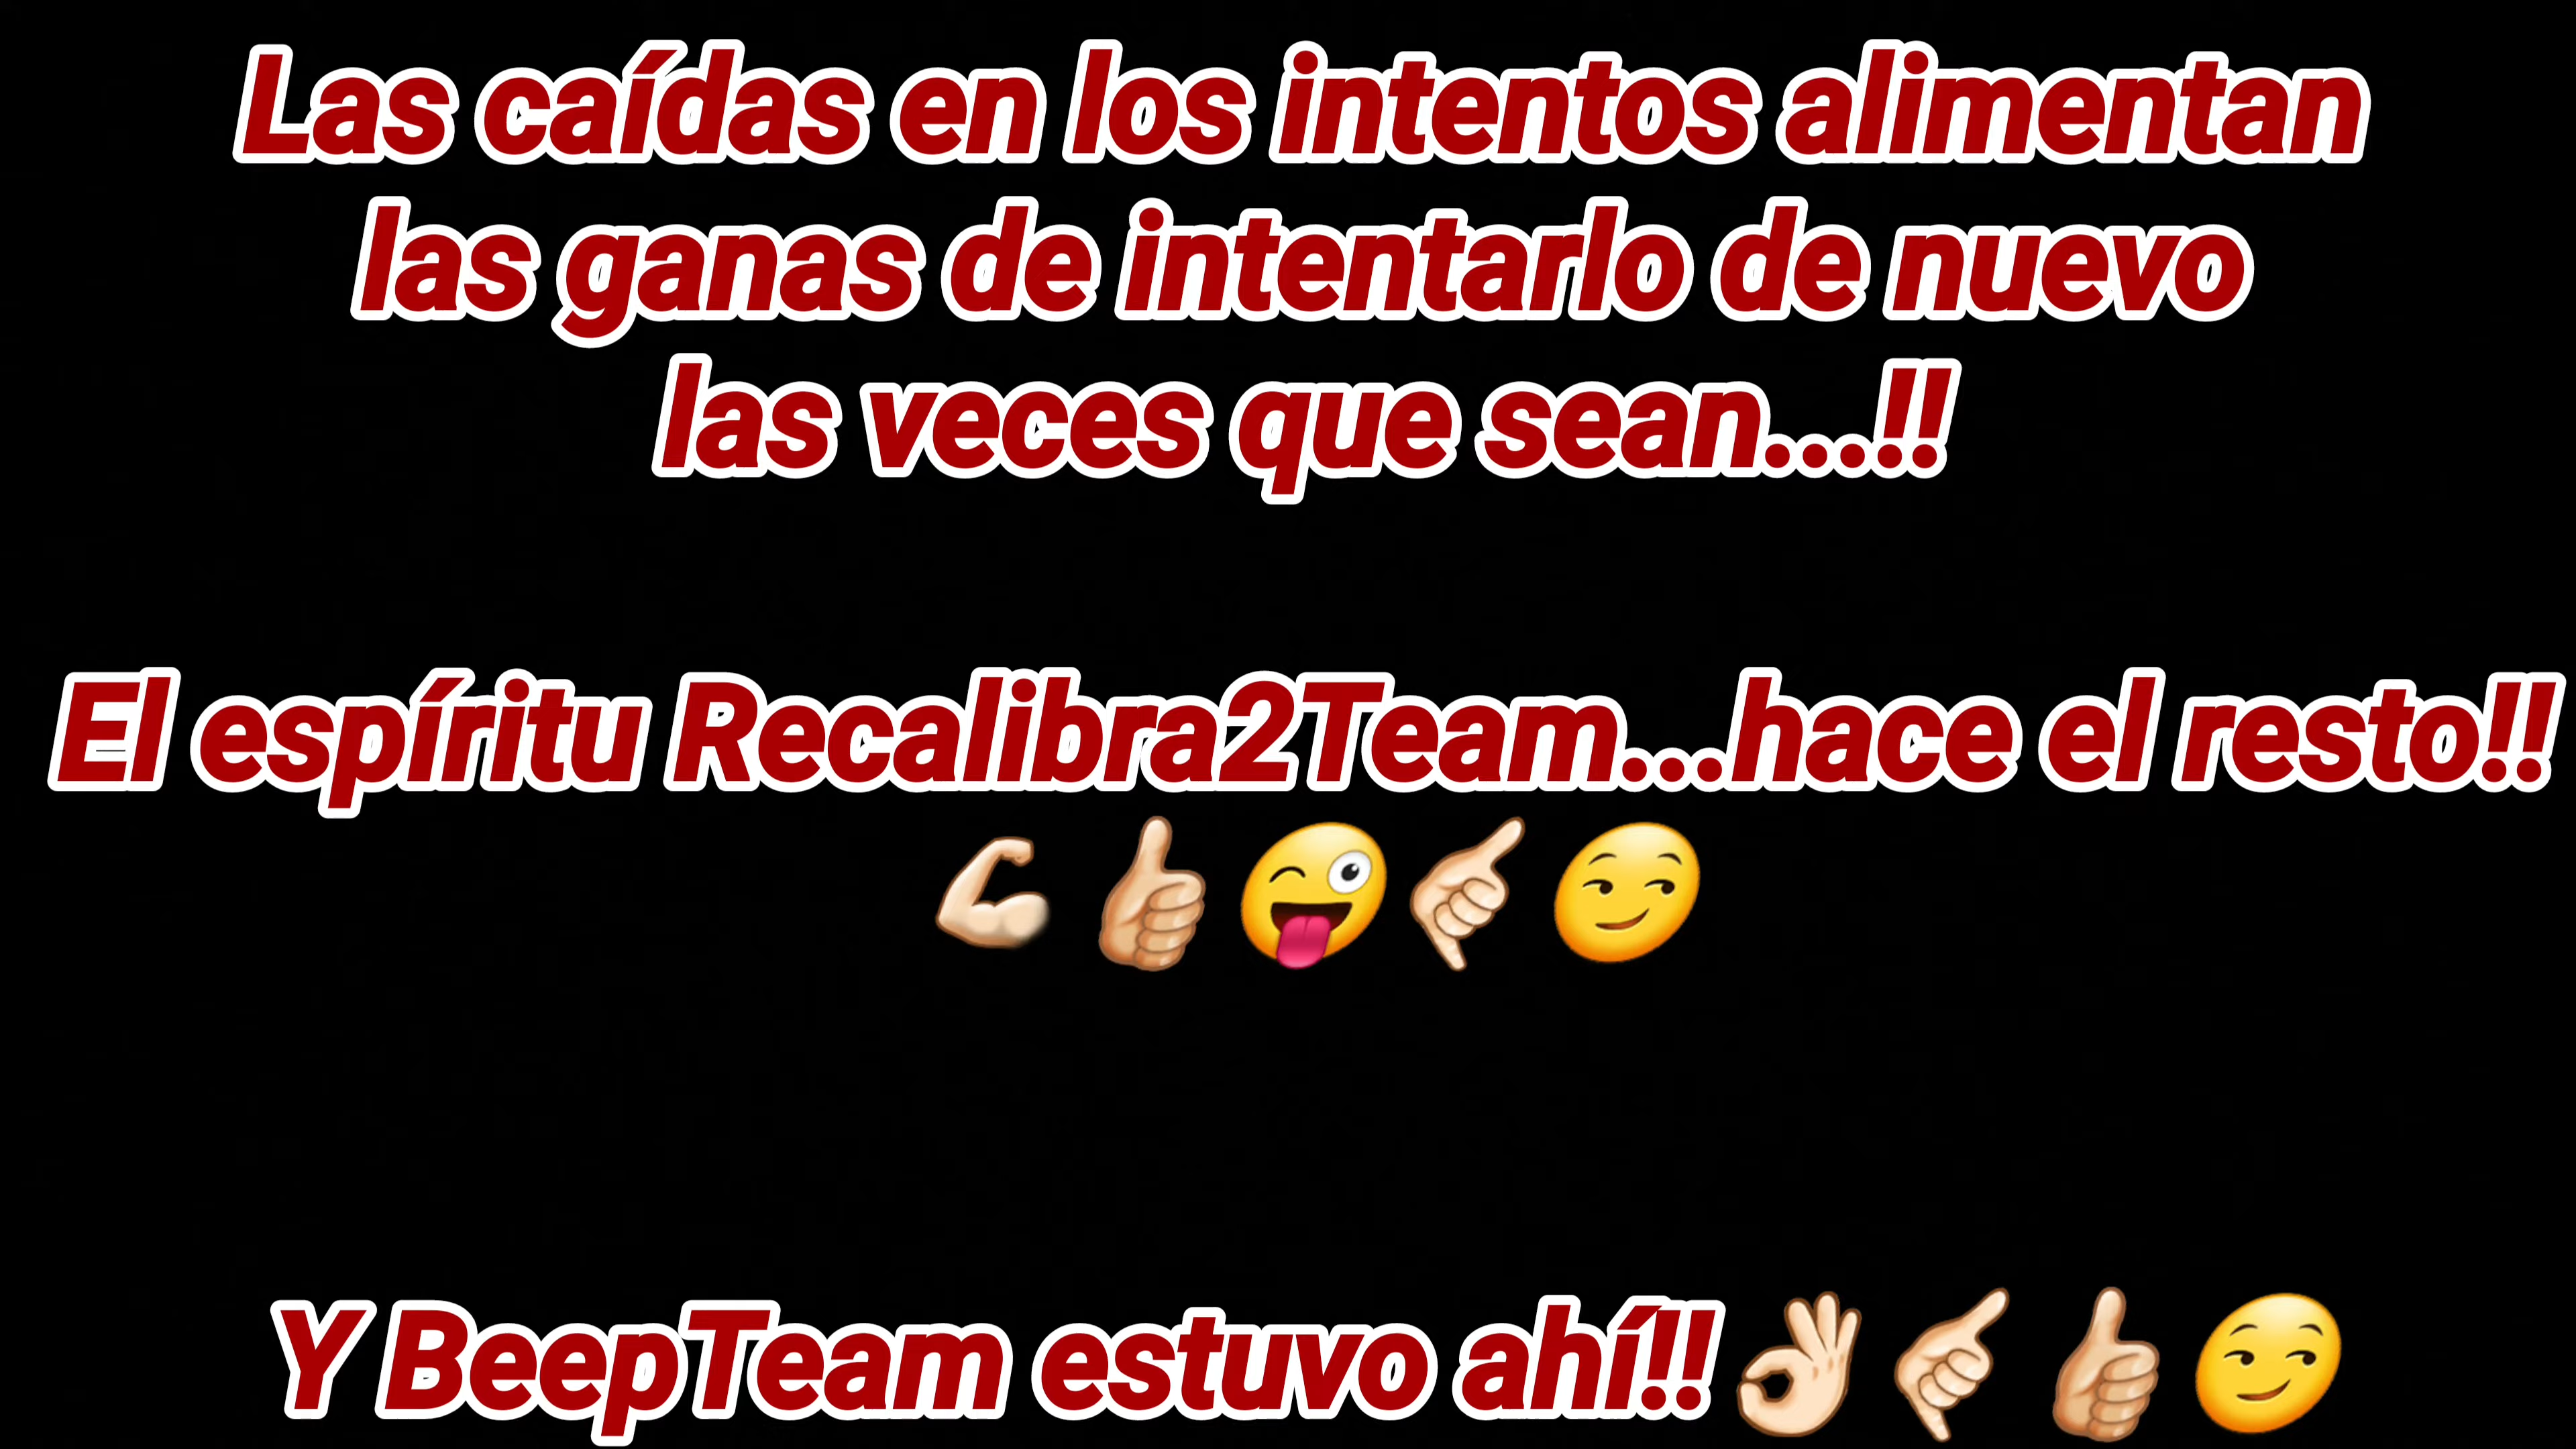 Las caídas en los intentos alimentan
las ganas de intentarlo de nuevo
las veces que sean...!!
El espíritu Recalibra2Team...hace el resto!!
💪🏻👍🏻😜🤙🏻😏
Y BeepTeam estuvo ahí!!👌🏻🤙🏻👍🏻😏